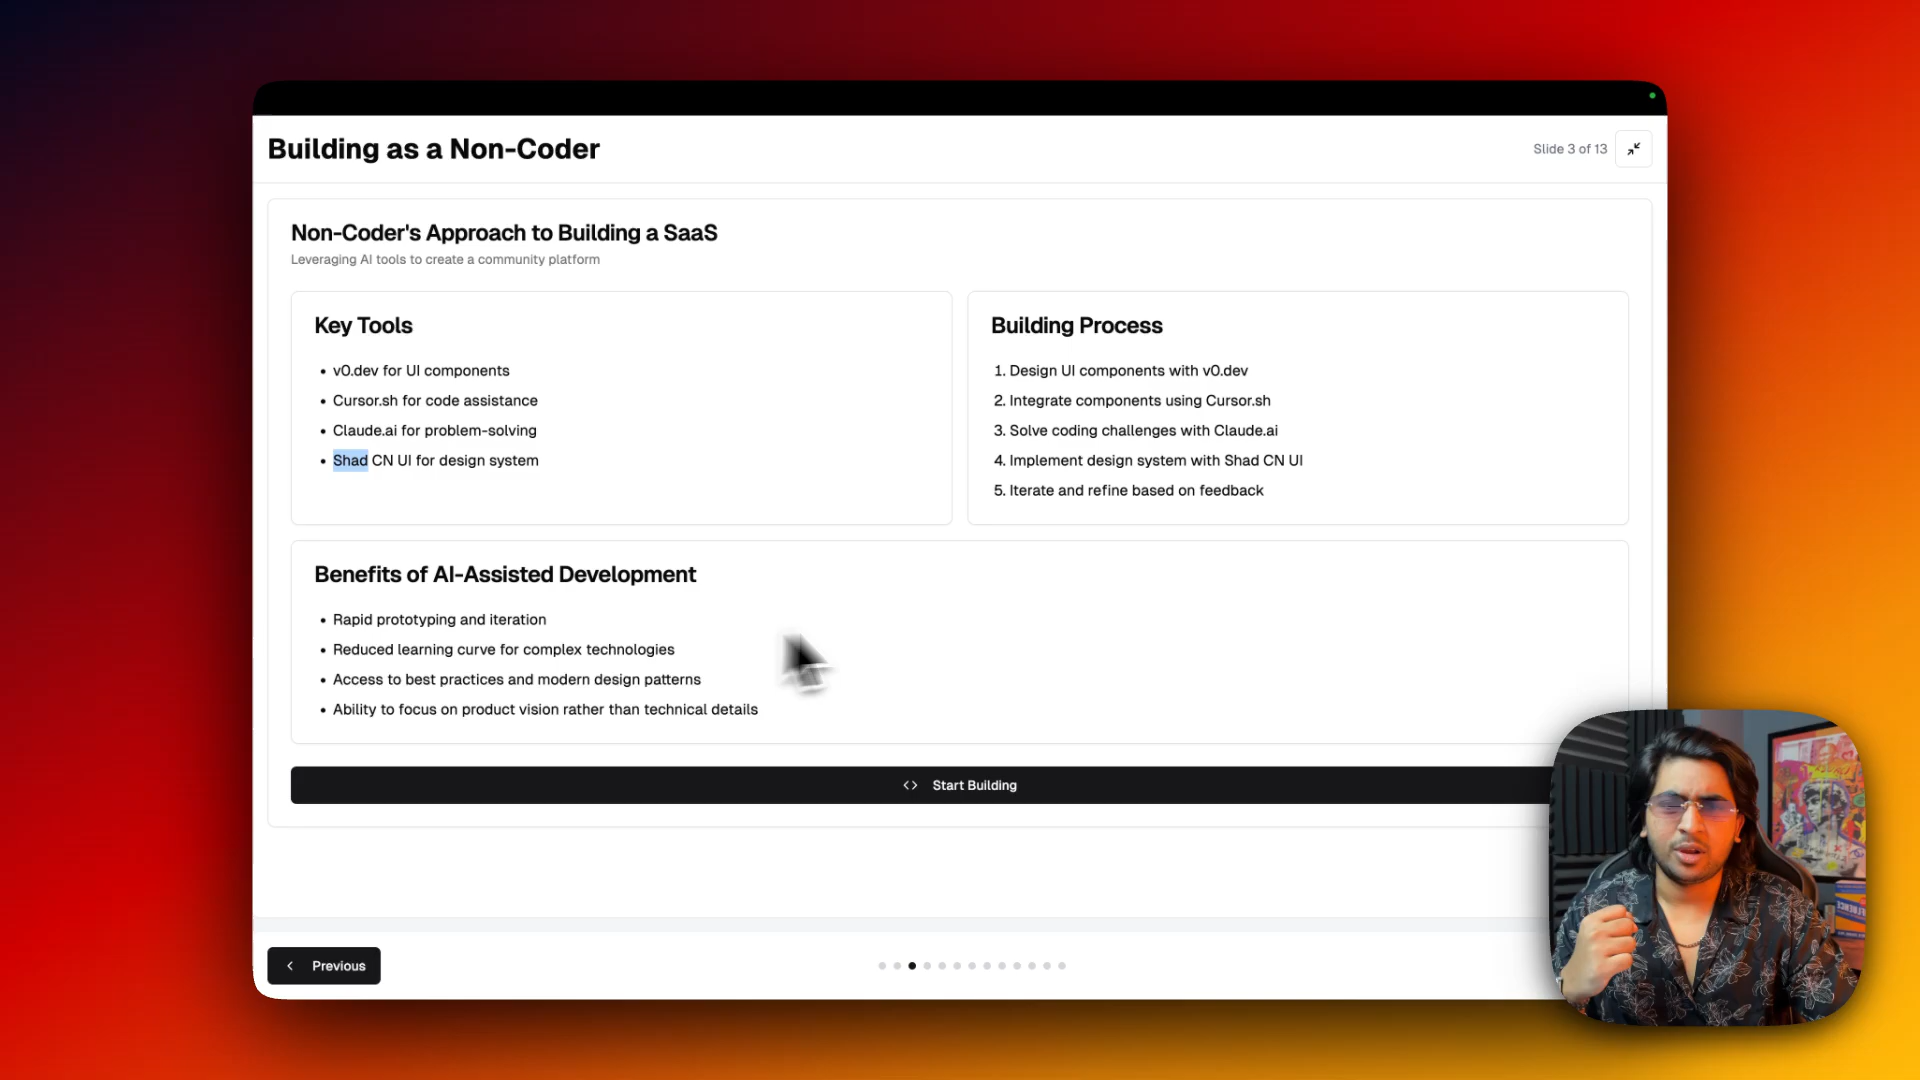 Building as a Non-Coder
Slide 3 of 13
Non-Coder's Approach to Building a SaaS
Leveraging AI tools to create a community platform
Key Tools
• v0.dev for UI components
• Cursor.sh for code assistance
• Claude.ai for problem-solving
• Shad CN UI for design system
Building Process
1. Design UI components with v0.dev
2. Integrate components using Cursor.sh
3. Solve coding challenges with Claude.ai
4. Implement design system with Shad CN UI
5. Iterate and refine based on feedback
Benefits of AI-Assisted Development
• Rapid prototyping and iteration
• Reduced learning curve for complex technologies
• Access to best practices and modern design patterns
• Ability to focus on product vision rather than technical details
<> Start Building
< Previous